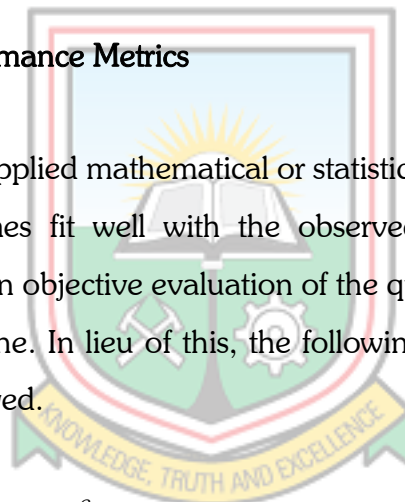 mance Metrics
pplied mathematical or statistic
nes fit well with the observe
n objective evaluation of the q
ne. In lieu of this, the followin
ed.
KNOWLEDGE, TRUTH AND EXCELLENCE